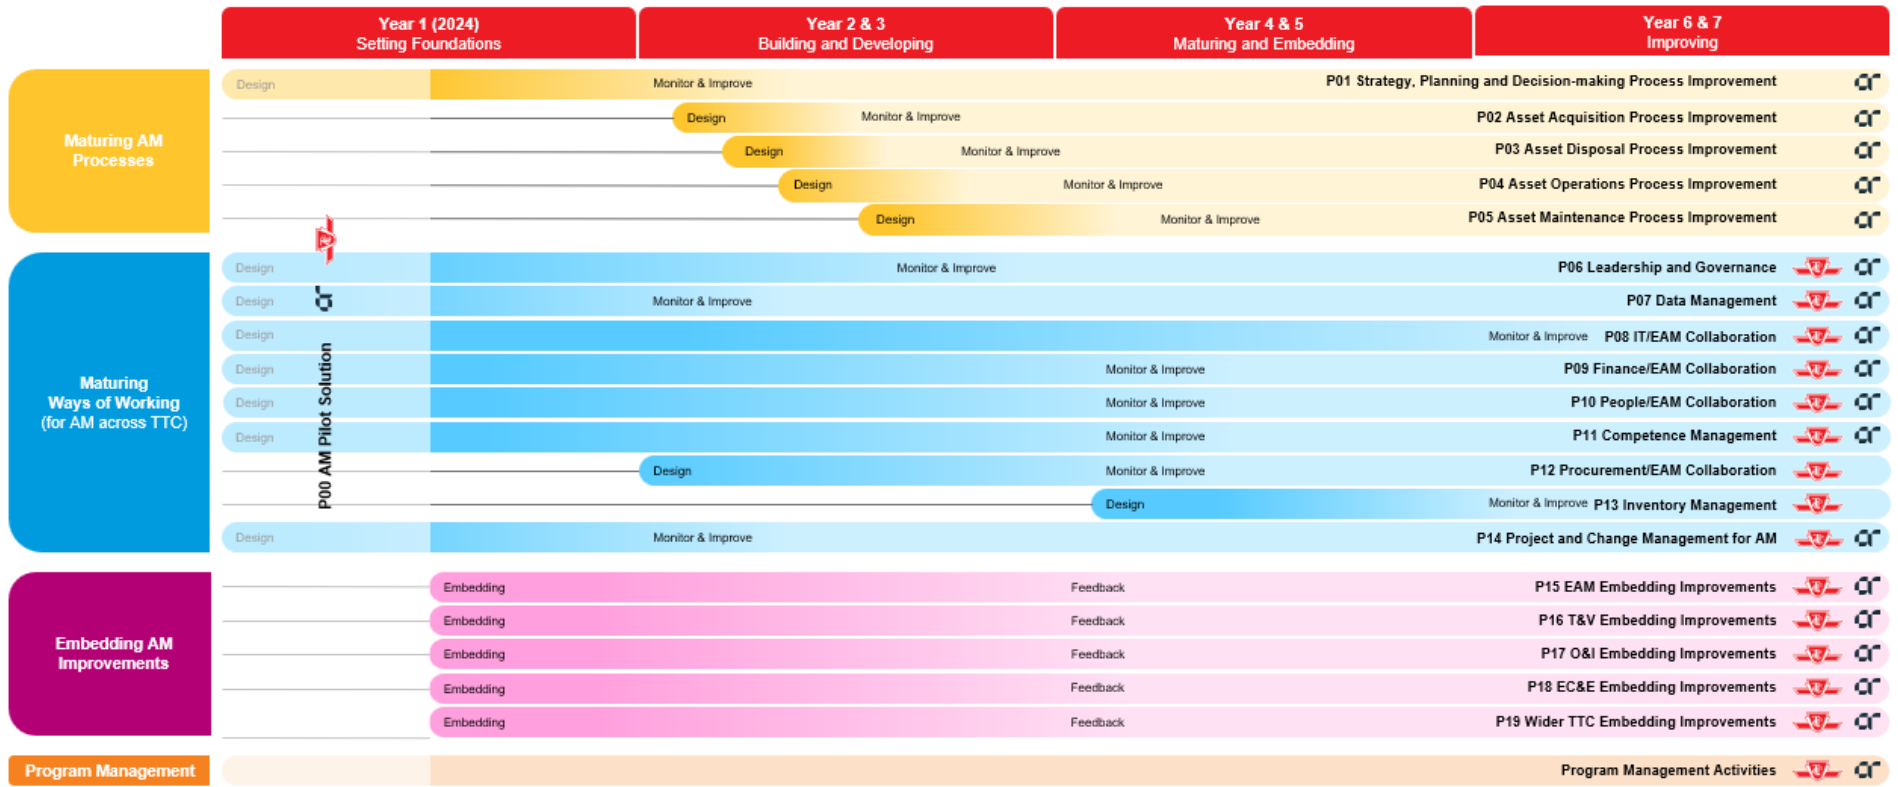 Year 1 (2024)
Setting Foundations
Year 2 & 3
Building and Developing
Year 4 & 5
Maturing and Embedding
Year 6 & 7
Improving
Maturing AM
Processes
Design
Monitor & Improve
P01 Strategy, Planning and Decision-making Process Improvement
Design
Monitor & Improve
P02 Asset Acquisition Process Improvement
Design
Monitor & Improve
P03 Asset Disposal Process Improvement
Design
Monitor & Improve
P04 Asset Operations Process Improvement
Design
Monitor & Improve
P05 Asset Maintenance Process Improvement
P00 AM Pilot Solution
Maturing
Ways of Working
(for AM across TTC)
Design
Monitor & Improve
P06 Leadership and Governance
Design
Monitor & Improve
P07 Data Management
Design
Monitor & Improve
P08 IT/EAM Collaboration
Design
Monitor & Improve
P09 Finance/EAM Collaboration
Design
Monitor & Improve
P10 People/EAM Collaboration
Design
Monitor & Improve
P11 Competence Management
Design
Monitor & Improve
P12 Procurement/EAM Collaboration
Design
Monitor & Improve
P13 Inventory Management
Design
Monitor & Improve
P14 Project and Change Management for AM
Embedding AM
Improvements
Embedding
Feedback
P15 EAM Embedding Improvements
Embedding
Feedback
P16 T&V Embedding Improvements
Embedding
Feedback
P17 O&I Embedding Improvements
Embedding
Feedback
P18 EC&E Embedding Improvements
Embedding
Feedback
P19 Wider TTC Embedding Improvements
Program Management
Program Management Activities